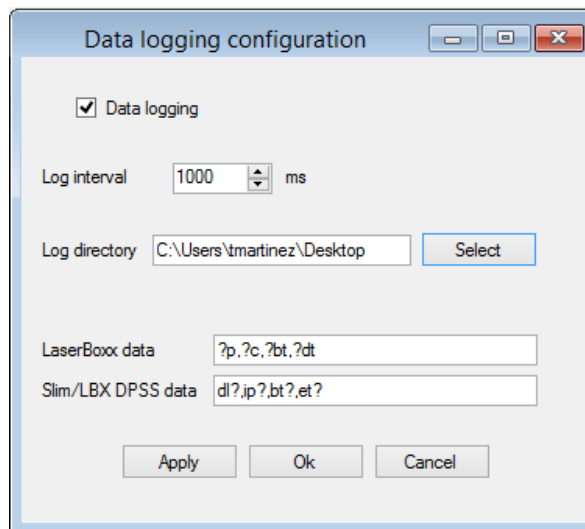 Data logging configuration
Data logging
Log interval 1000 ms
Log directory C:\Users\tmartinez\Desktop Select
LaserBoxx data ?p,?c,?bt,?dt
Slim/LBX DPSS data dl?,ip?,bt?,et?
Apply Ok Cancel